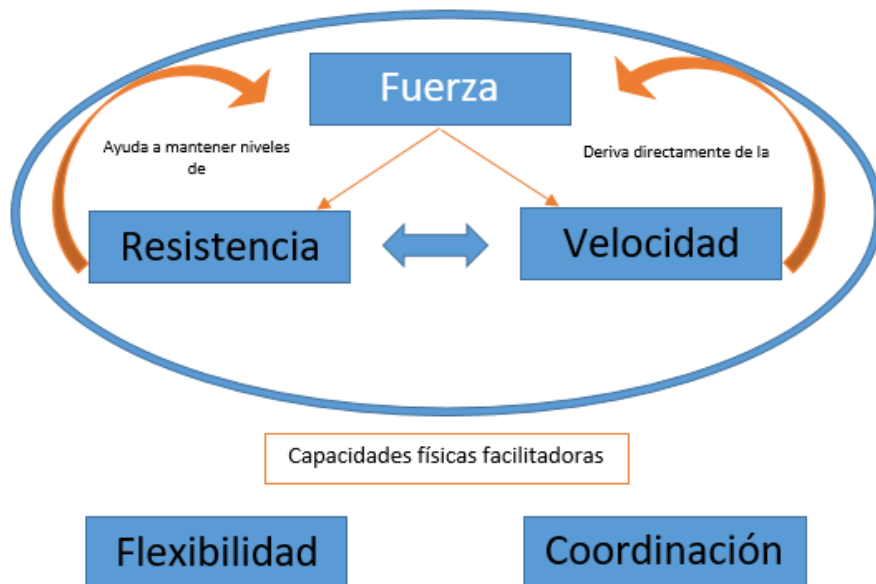 Fuerza
Ayuda a mantener niveles
de
Deriva directamente de la
Resistencia
Velocidad
Capacidades físicas facilitadoras
Flexibilidad
Coordinación